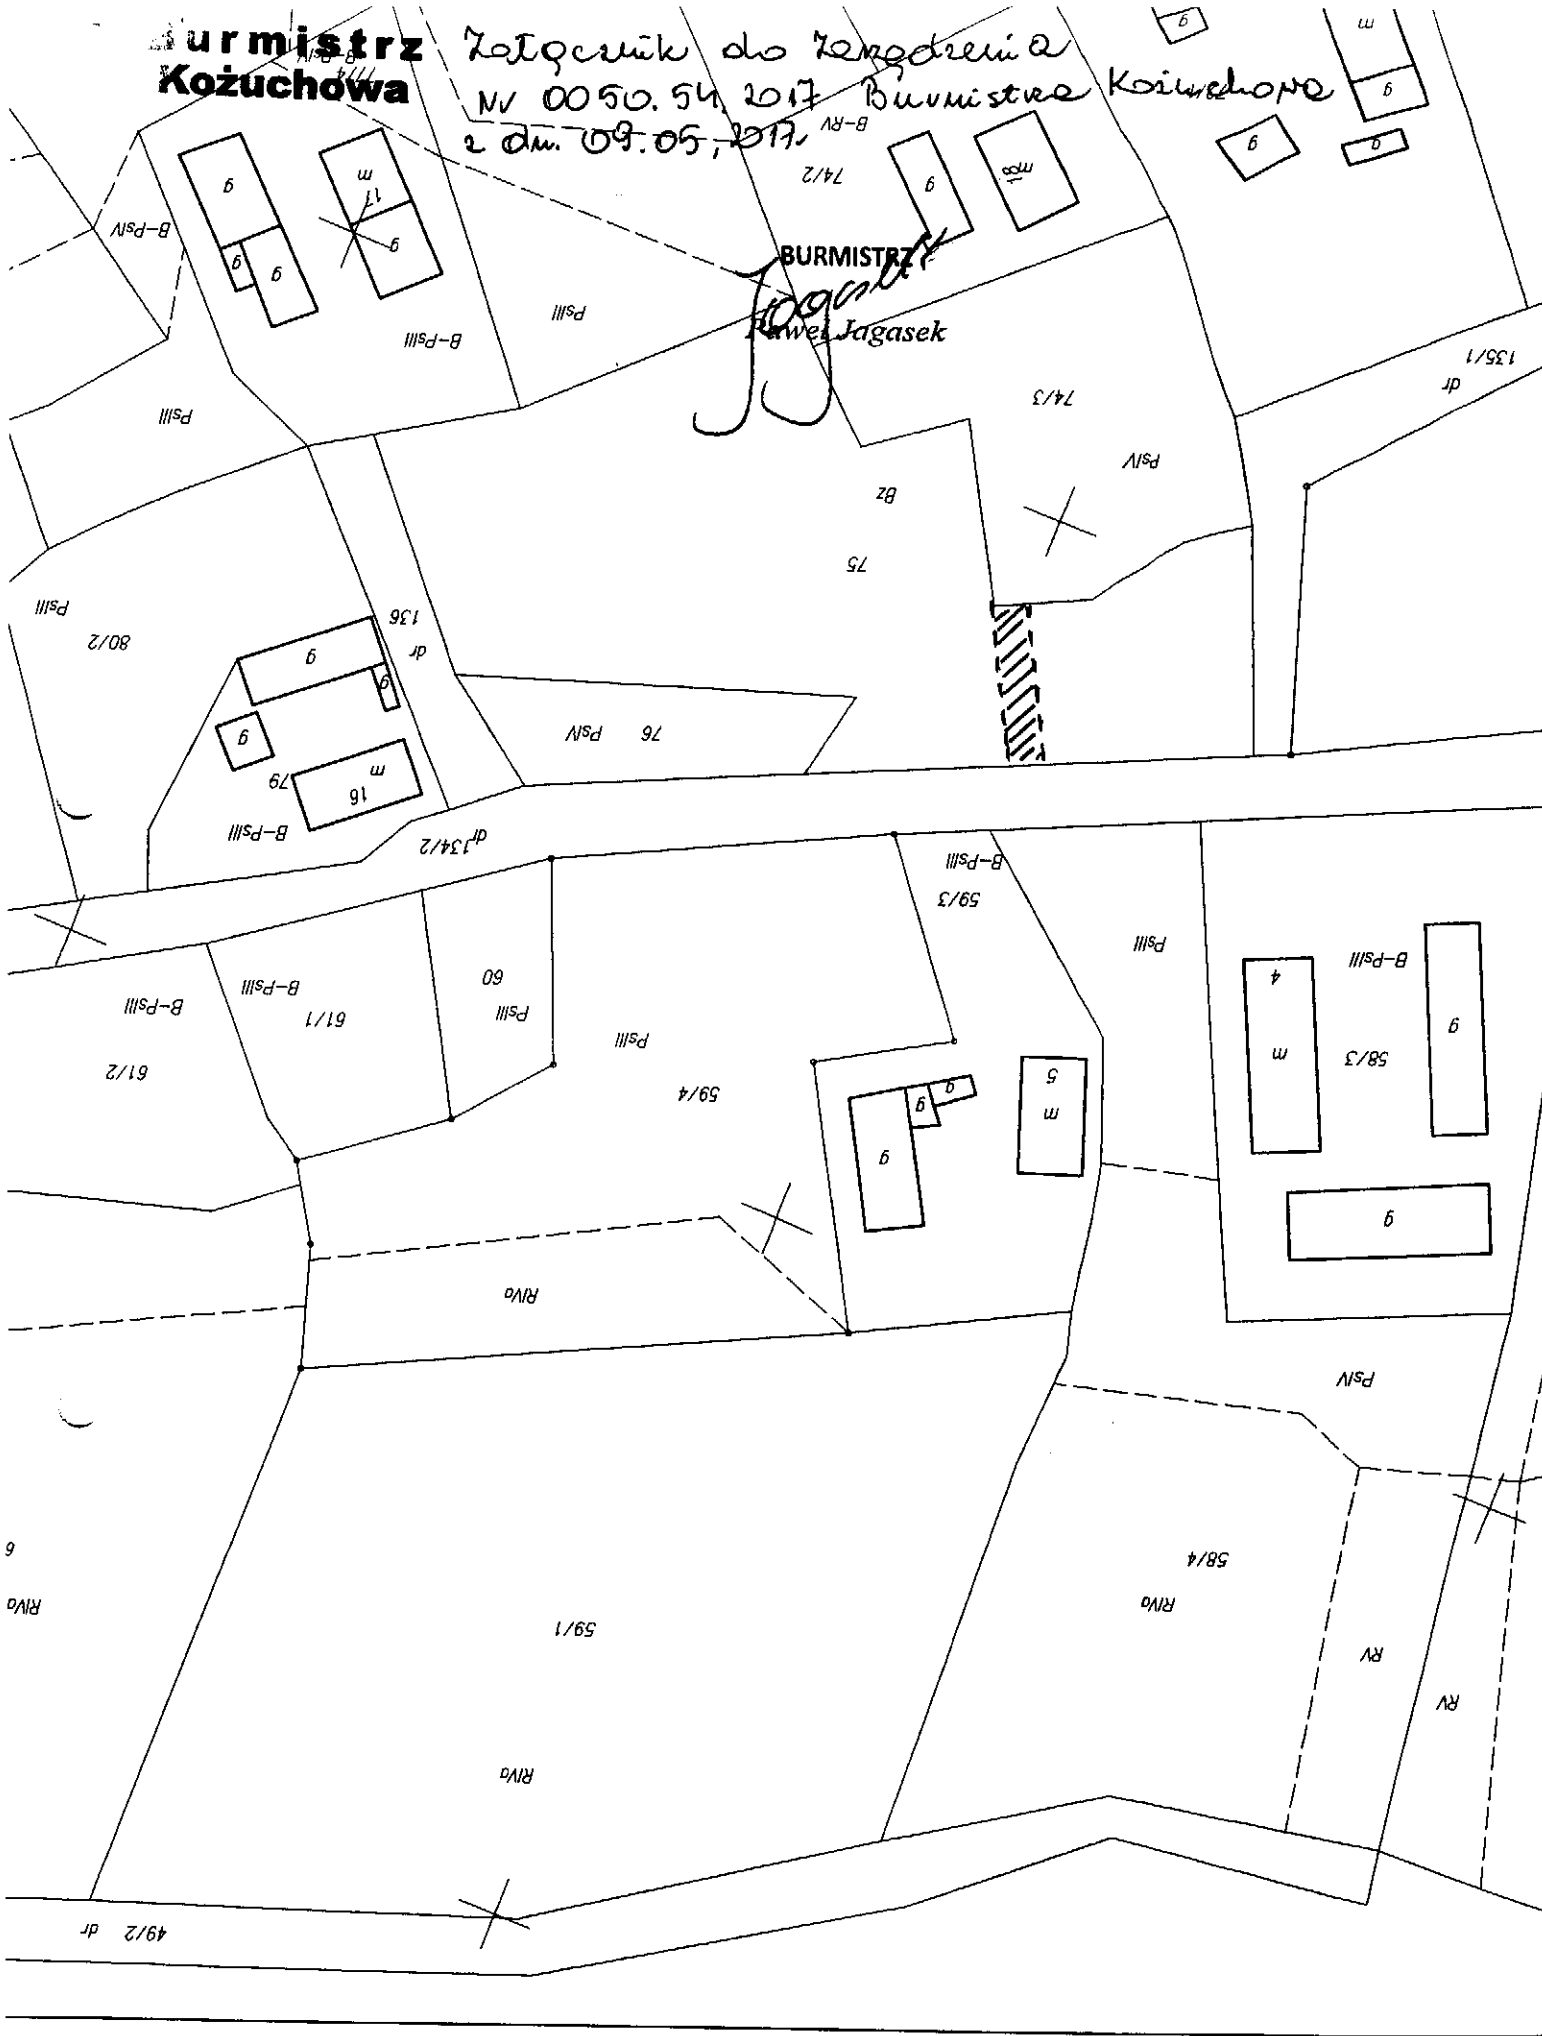 Burmistrz
Kożuchowa
Załącznik do Zarządzenia
Nr 0050.54.2017 Burmistrza Kożuchowa
z dn. 09.05.2017.
BURMISTRZ
Paweł Jagasek
g
m
g
g
g
m
17
g
g
g
B-RV
74/2
g
m
18
g
g
B-PsIV
B-PsIII
PsIII
135/1
dr
PsIII
74/3
PsIV
Bz
75
PsIII
80/2
136
dr
g
g
g
79
m
16
B-PsIII
PsIV
76
dr
134/2
B-PsIII
59/3
PsIII
B-PsIII
4
m
58/3
g
g
B-PsIII
61/2
B-PsIII
61/1
60
PsIII
PsIII
59/4
g
g
g
5
m
RIVa
PsIV
58/4
RIVa
RV
RV
6
RIVa
59/1
RIVa
49/2
dr